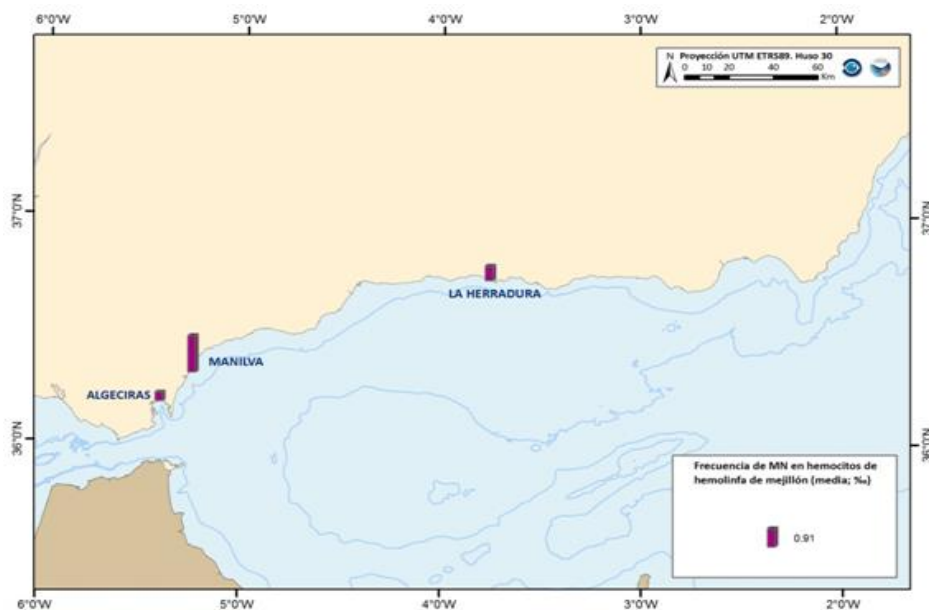 6°0'W 5°0'W 4°0'W 3°0'W 2°0'W
N Proyección UTM ETRS89. Huso 30
0 10 20 40 60
Km
37°0'N 37°0'N
LA HERRADURA
MANILVA
ALGECIRAS
36°0'N 36°0'N
Frecuencia de MN en hemocitos de
hemolinfa de mejillón (media; ‰)
0.91
6°0'W 5°0'W 4°0'W 3°0'W 2°0'W